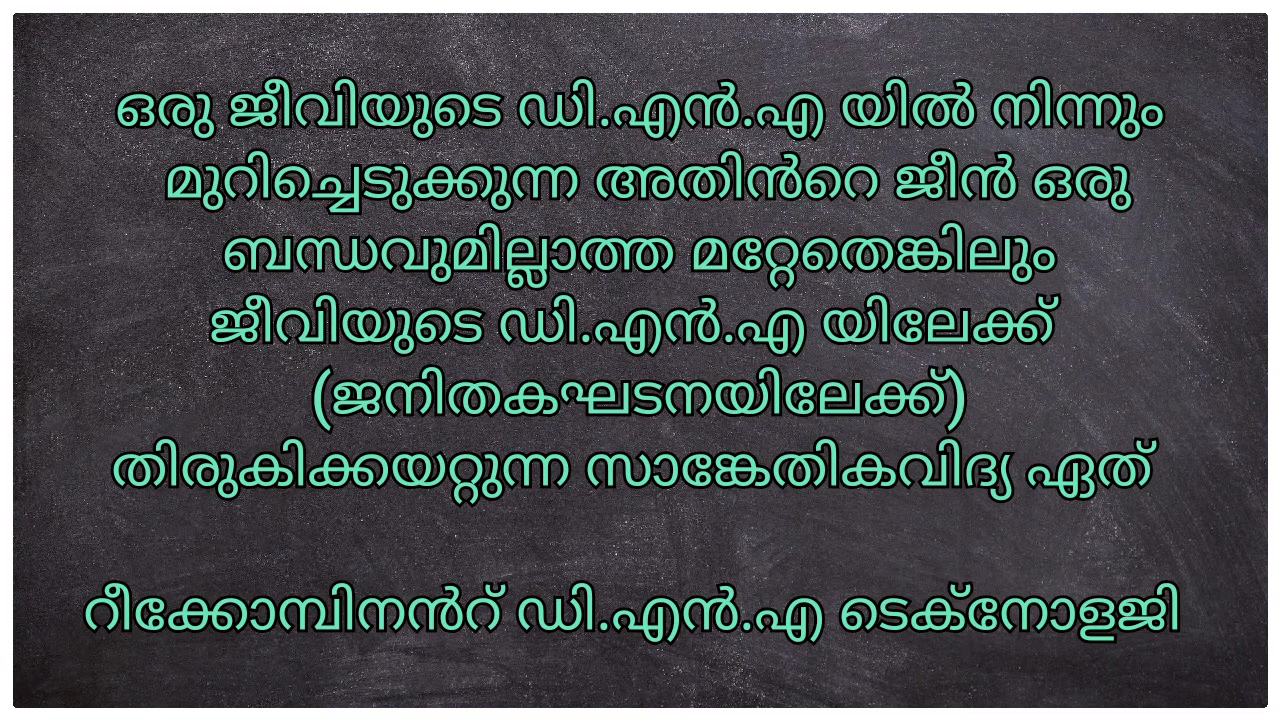 ഒരു ജീവിയുടെ ഡി.എൻ.എ യിൽ നിന്നും
മുറിച്ചെടുക്കുന്ന അതിൻറെ ജീൻ ഒരു
ബന്ധവുമില്ലാത്ത മറ്റേതെങ്കിലും
ജീവിയുടെ ഡി.എൻ.എ യിലേക്ക്
(ജനിതകഘടനയിലേക്ക്)
തിരുകിക്കയറ്റുന്ന സാങ്കേതികവിദ്യ ഏത്
റീക്കോമ്പിനൻറ് ഡി.എൻ.എ ടെക്നോളജി